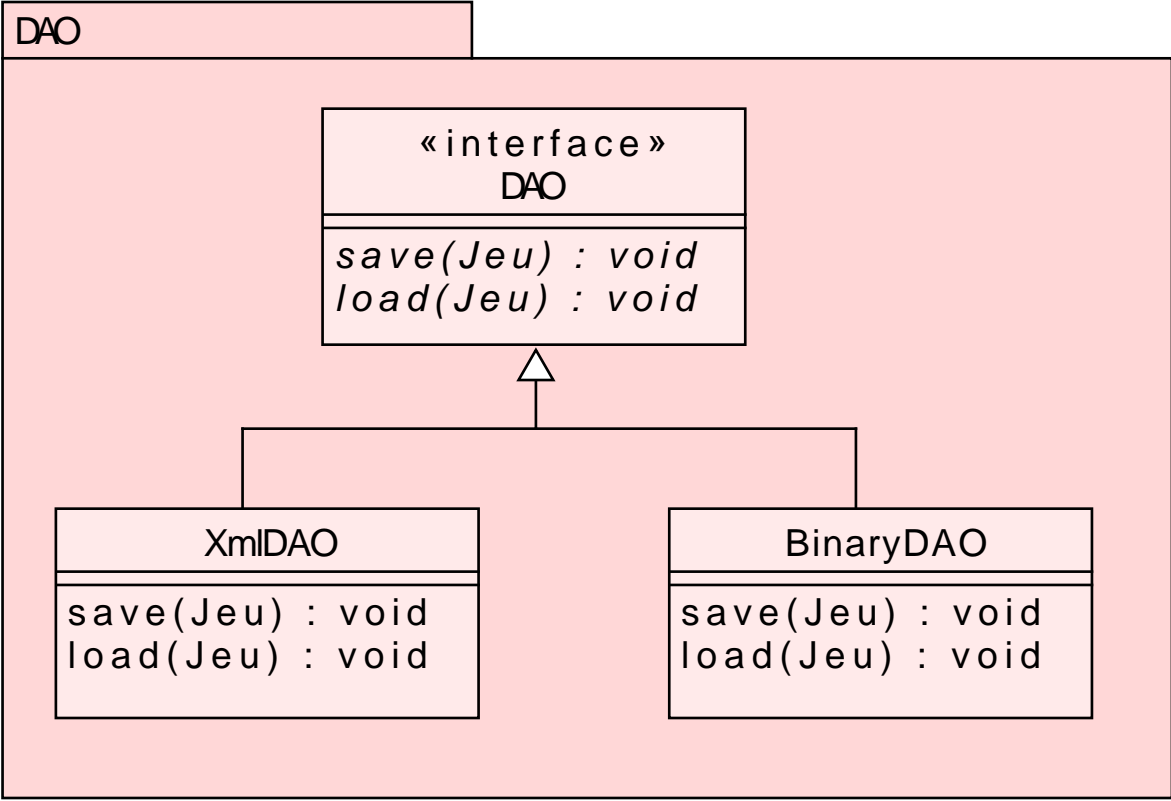 DAO
«interface»
DAO
save(Jeu) : void
load(Jeu) : void
XmlDAO
save(Jeu) : void
load(Jeu) : void
BinaryDAO
save(Jeu) : void
load(Jeu) : void